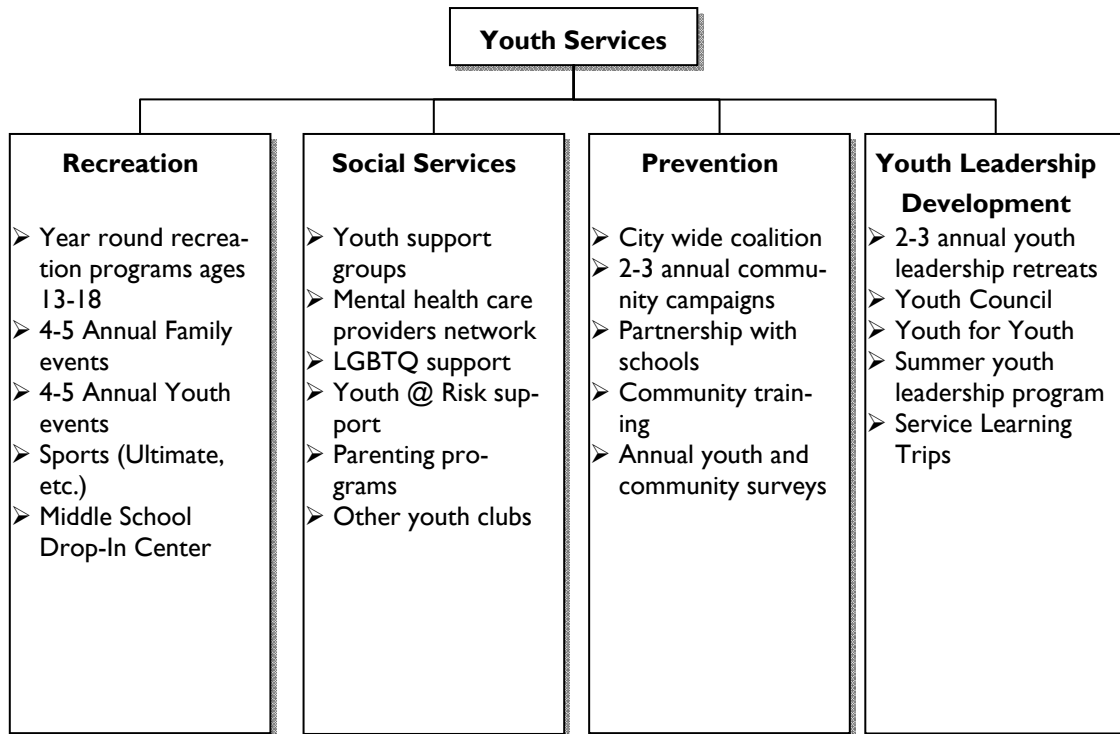 Youth Services
Recreation
➢ Year round recrea-
tion programs ages
13-18
➢ 4-5 Annual Family
events
➢ 4-5 Annual Youth
events
➢ Sports (Ultimate,
etc.)
➢ Middle School
Drop-In Center
Social Services
➢ Youth support
groups
➢ Mental health care
providers network
➢ LGBTQ support
➢ Youth @ Risk sup-
port
➢ Parenting pro-
grams
➢ Other youth clubs
Prevention
➢ City wide coalition
➢ 2-3 annual commu-
nity campaigns
➢ Partnership with
schools
➢ Community train-
ing
➢ Annual youth and
community surveys
Youth Leadership
Development
➢ 2-3 annual youth
leadership retreats
➢ Youth Council
➢ Youth for Youth
➢ Summer youth
leadership program
➢ Service Learning
Trips